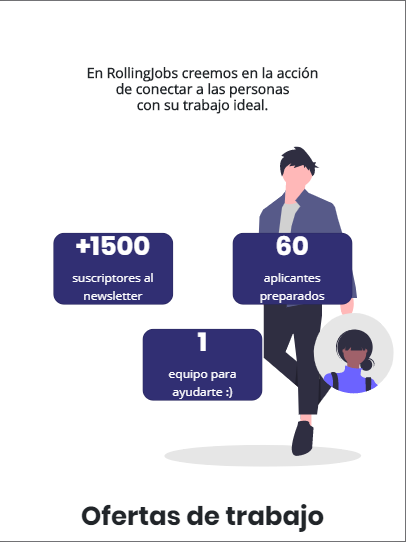 En RollingJobs creemos en la acción
de conectar a las personas
con su trabajo ideal.
+1500
suscriptores al
newsletter
60
aplicantes
preparados
1
equipo para
ayudarte :)
Ofertas de trabajo